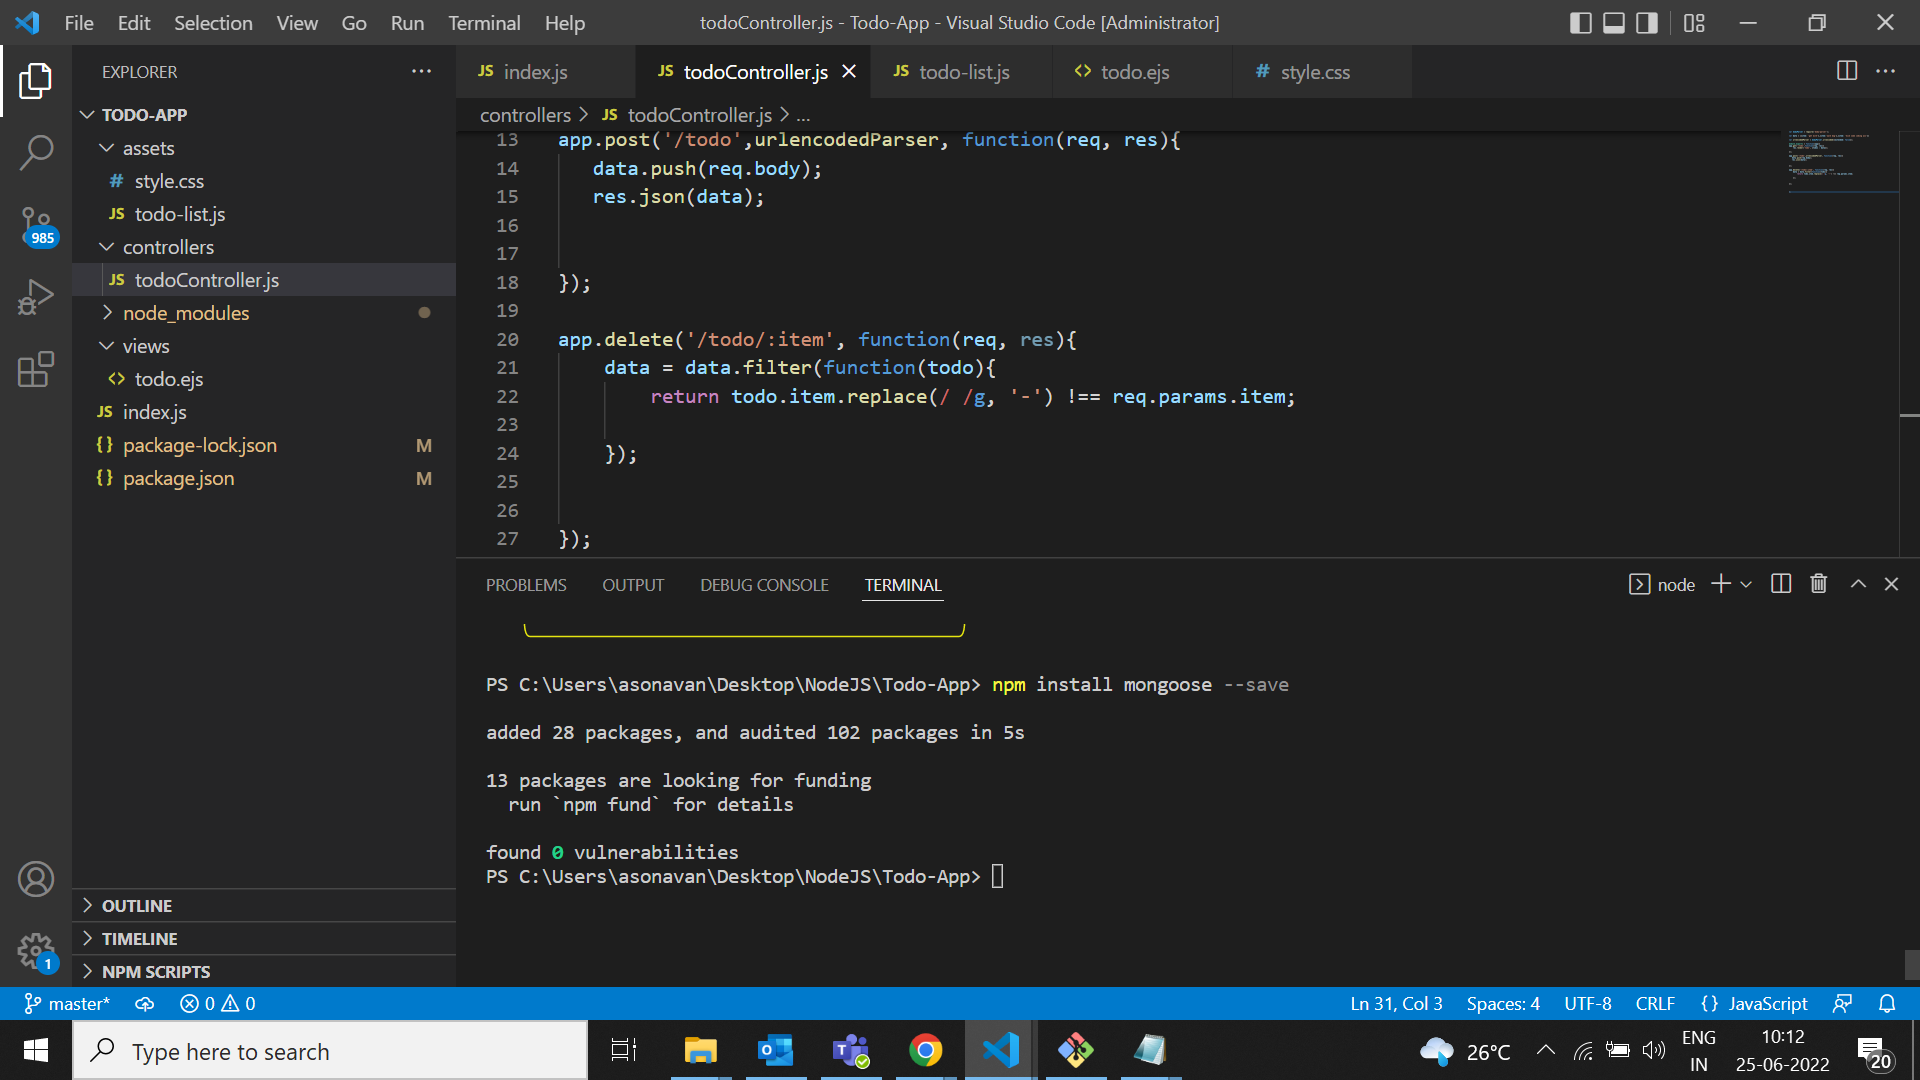 File Edit Selection View Go Run Terminal Help
todoController.js - Todo-App - Visual Studio Code [Administrator]
EXPLORER
TODO-APP
assets
# style.css
JS todo-list.js
controllers
JS todoController.js
node_modules
views
<> todo.ejs
JS index.js
{} package-lock.json M
{} package.json M
985
OUTLINE
TIMELINE
NPM SCRIPTS
1
JS index.js
JS todoController.js
JS todo-list.js
<> todo.ejs
# style.css
controllers > JS todoController.js > ...
13 app.post('/todo',urlencodedParser, function(req, res){
14 data.push(req.body);
15 res.json(data);
16
17
18 });
19
20 app.delete('/todo/:item', function(req, res){
21 data = data.filter(function(todo){
22 return todo.item.replace(/ /g, '-') !== req.params.item;
23
24 });
25
26
27 });
PROBLEMS OUTPUT DEBUG CONSOLE TERMINAL
node
PS C:\Users\asonavan\Desktop\NodeJS\Todo-App> npm install mongoose --save
added 28 packages, and audited 102 packages in 5s
13 packages are looking for funding
run `npm fund` for details
found 0 vulnerabilities
PS C:\Users\asonavan\Desktop\NodeJS\Todo-App>
master* 0 0
Ln 31, Col 3 Spaces: 4 UTF-8 CRLF {} JavaScript
Type here to search
26°C
ENG
IN
10:12
25-06-2022
20